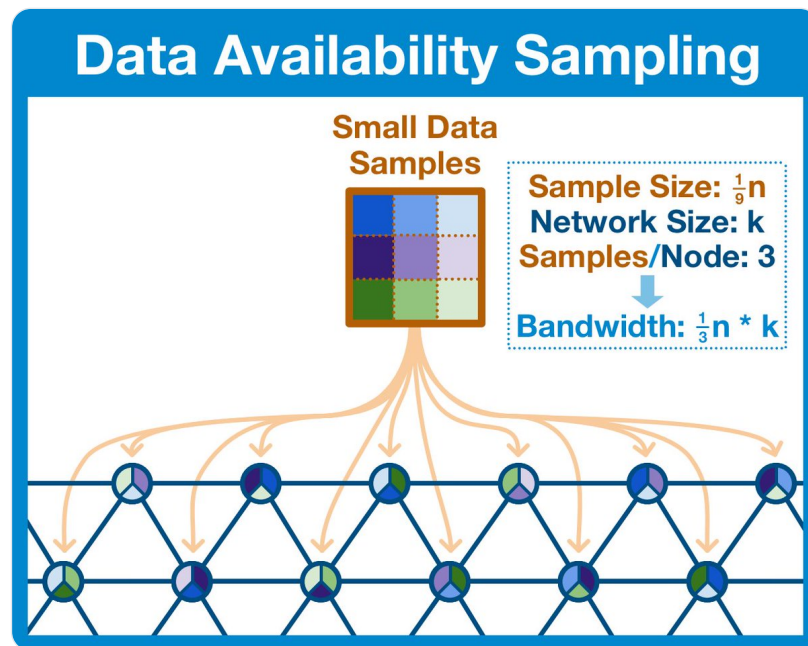 Data Availability Sampling
Small Data
Samples
Sample Size: 1/9n
Network Size: k
Samples/Node: 3
Bandwidth: 1/3n * k